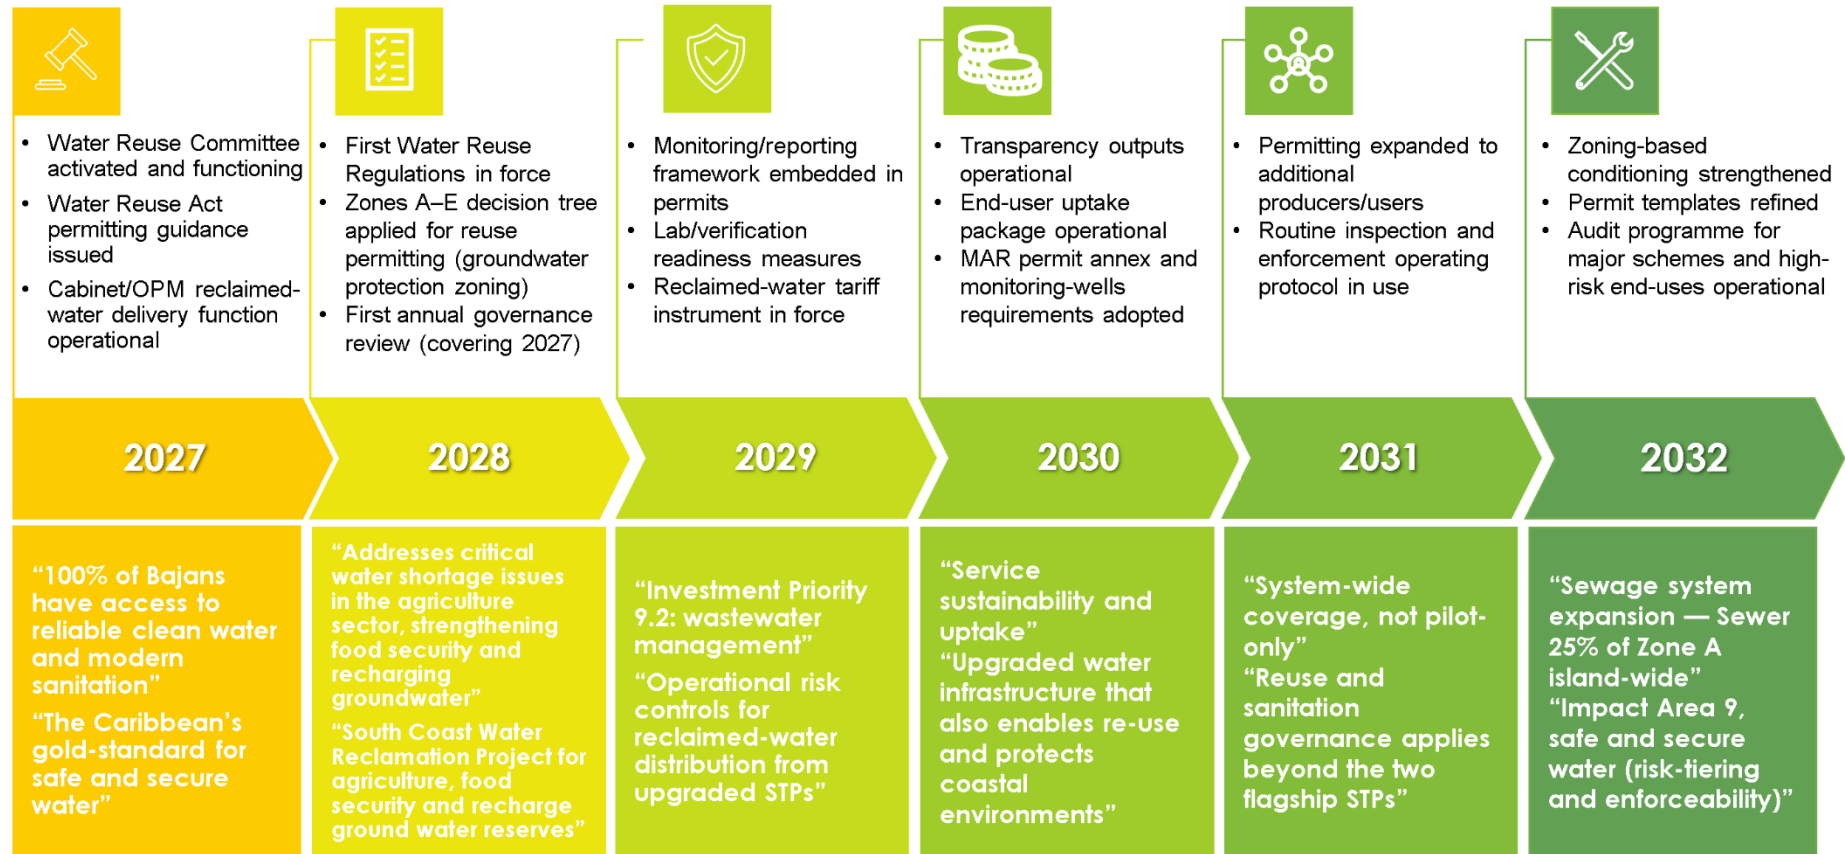 • Water Reuse Committee
activated and functioning
• Water Reuse Act
permitting guidance
issued
• Cabinet/OPM reclaimed-
water delivery function
operational
• First Water Reuse
Regulations in force
• Zones A–E decision tree
applied for reuse
permitting (groundwater
protection zoning)
• First annual governance
review (covering 2027)
• Monitoring/reporting
framework embedded in
permits
• Lab/verification
readiness measures
• Reclaimed-water tariff
instrument in force
• Transparency outputs
operational
• End-user uptake
package operational
• MAR permit annex and
monitoring-wells
requirements adopted
• Permitting expanded to
additional
producers/users
• Routine inspection and
enforcement operating
protocol in use
• Zoning-based
conditioning strengthened
• Permit templates refined
• Audit programme for
major schemes and high-
risk end-uses operational
2027
2028
2029
2030
2031
2032
“100% of Bajans
have access to
reliable clean water
and modern
sanitation”
“The Caribbean’s
gold-standard for
safe and secure
water”
“Addresses critical
water shortage issues
in the agriculture
sector, strengthening
food security and
recharging
groundwater”
“South Coast Water
Reclamation Project for
agriculture, food
security and recharge
ground water reserves”
“Investment Priority
9.2: wastewater
management”
“Operational risk
controls for
reclaimed-water
distribution from
upgraded STPs”
“Service
sustainability and
uptake”
“Upgraded water
infrastructure that
also enables re-use
and protects
coastal
environments”
“System-wide
coverage, not pilot-
only”
“Reuse and
sanitation
governance applies
beyond the two
flagship STPs”
“Sewage system
expansion — Sewer
25% of Zone A
island-wide”
“Impact Area 9,
safe and secure
water (risk-tiering
and enforceability)”